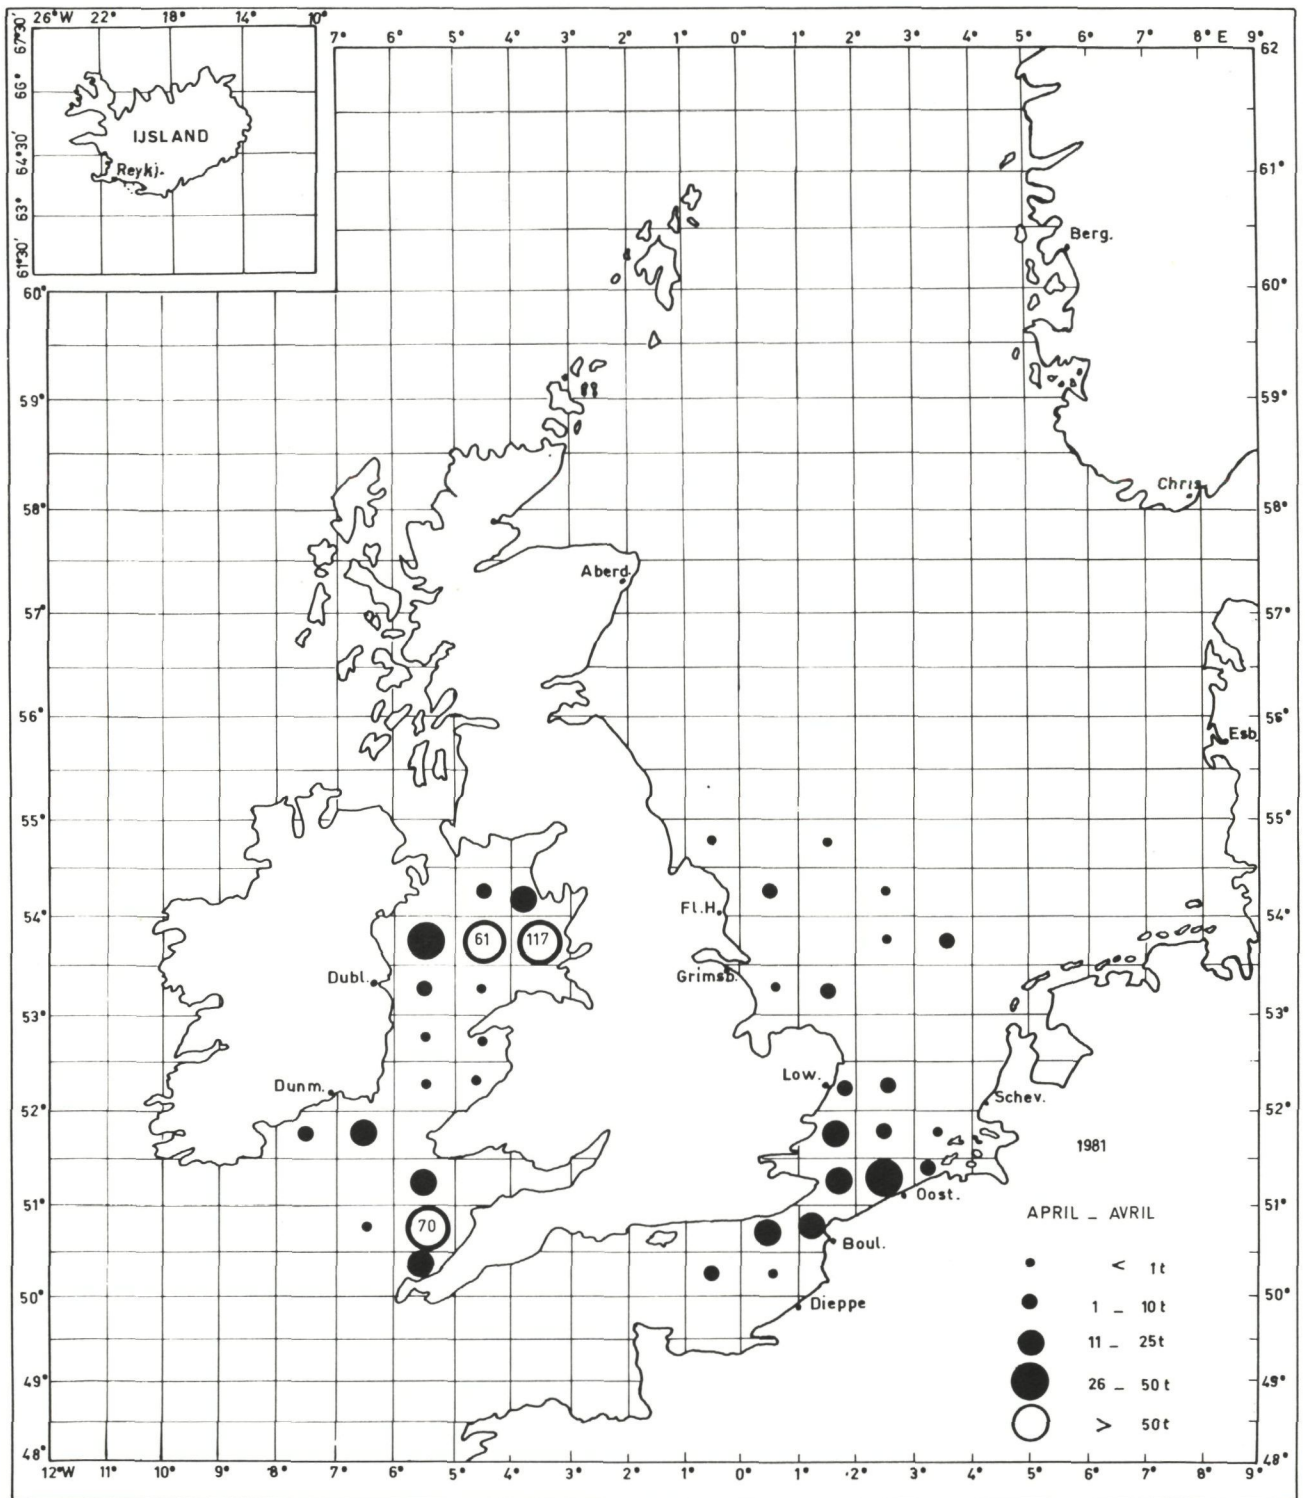 26°W 22° 18° 14° 10°
67°30'
66°
64°30'
63°
61°30'
IJSLAND
Reykj.
7° 6° 5° 4° 3° 2° 1° 0° 1° 2° 3° 4° 5° 6° 7° 8° E 9°
62
61°
60°
59°
58°
57°
56°
55°
54°
53°
52°
51°
50°
49°
48°
60°
59°
58°
57°
56°
55°
54°
53°
52°
51°
50°
49°
48°
Berg.
Chris
Aberd.
Esb
Fl.H.
61
117
Dubl.
Grimsb.
Low.
Dunm.
Schev.
1981
Oost.
70
APRIL _ AVRIL
Boul.
< 1t
Dieppe
1 _ 10t
11 _ 25t
26 _ 50t
> 50t
12°W 10° 9° 8° 7° 6° 5° 4° 3° 2° 1° 0° 1° 2° 3° 4° 5° 6° 7° 8° 9°